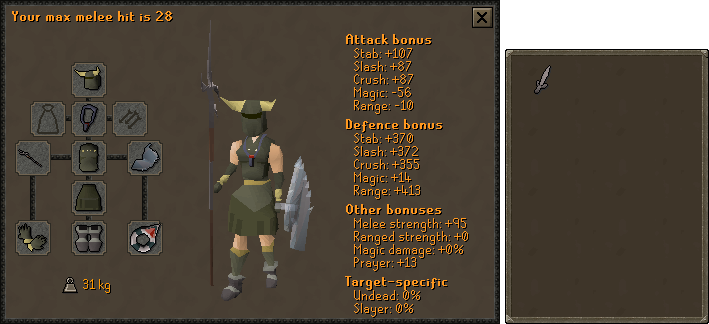 Your max melee hit is 28
Attack bonus
Stab: +107
Slash: +87
Crush: +87
Magic: -56
Range: -10
Defence bonus
Stab: +370
Slash: +372
Crush: +355
Magic: +14
Range: +413
Other bonuses
Melee strength: +95
Ranged strength: +0
Magic damage: +0%
Prayer: +13
Target-specific
Undead: 0%
Slayer: 0%
31 kg